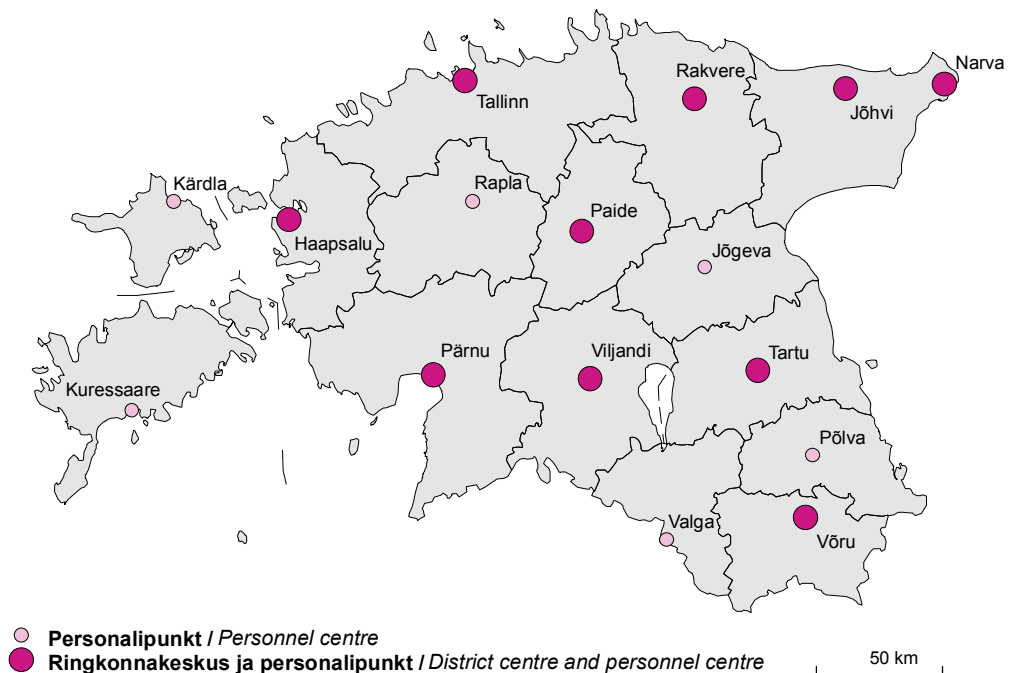 Narva
Rakvere
Tallinn
Jõhvi
Kärdla
Rapla
Paide
Haapsalu
Jõgeva
Pärnu
Viljandi
Tartu
Kuressaare
Põlva
Valga
Võru
Personalipunkt / Personnel centre
Ringkonnakeskus ja personalipunkt / District centre and personnel centre
50 km